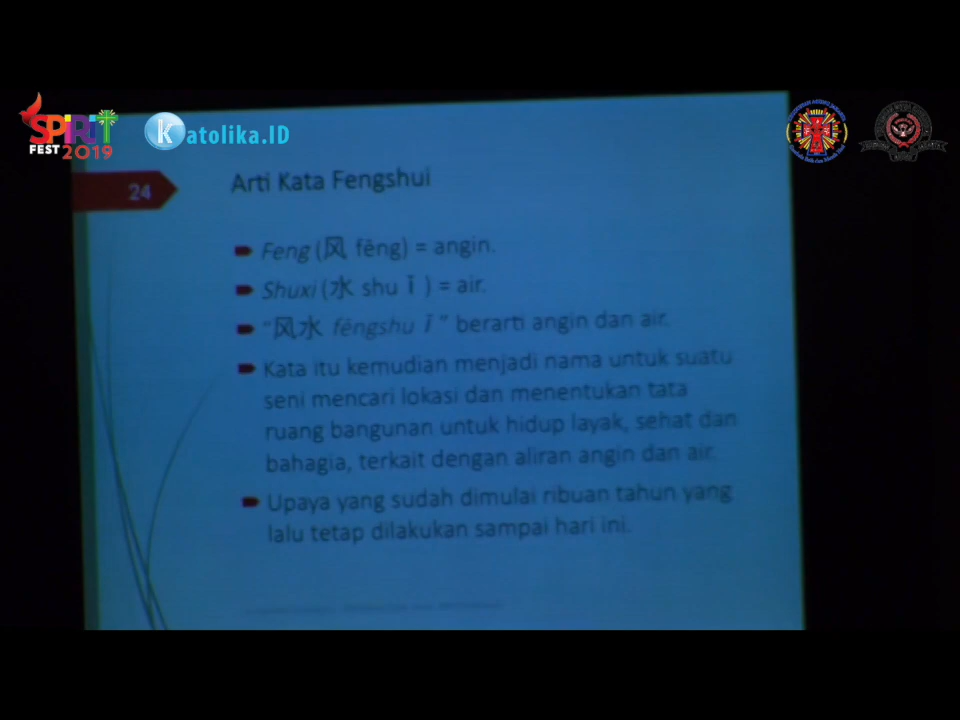 SPiRiT
FEST 2019
Katolika.ID
24
Arti Kata Fengshui
Feng (风 fēng) = angin.
Shuxi (水 shu ǐ ) = air.
"风水 fēngshu ǐ " berarti angin dan air.
Kata itu kemudian menjadi nama untuk suatu
seni mencari lokasi dan menentukan tata
ruang bangunan untuk hidup layak, sehat dan
bahagia, terkait dengan aliran angin dan air.
Upaya yang sudah dimulai ribuan tahun yang
lalu tetap dilakukan sampai hari ini.